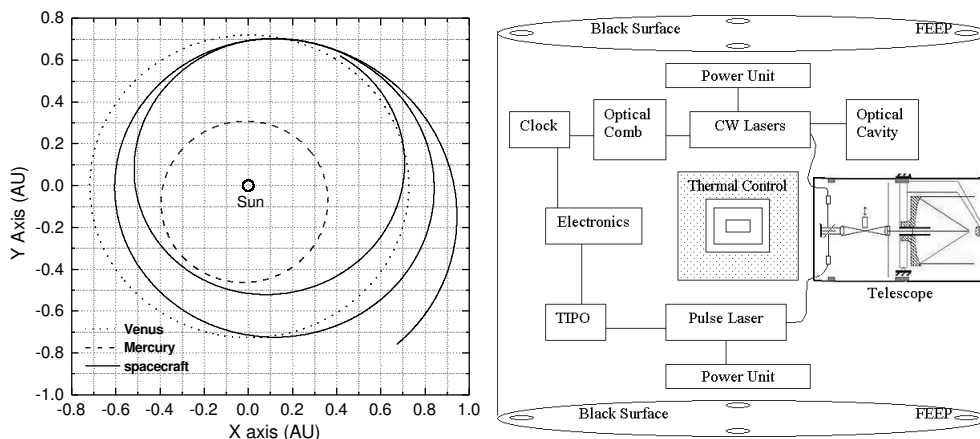 0.8
0.6
0.4
0.2
0.0
-0.2
-0.4
-0.6
-0.8
-1.0
Y Axis (AU)
Sun
Venus
Mercury
spacecraft
-0.8 -0.6 -0.4 -0.2 0.0 0.2 0.4 0.6 0.8 1.0
X axis (AU)
Black Surface
FEEP
Power Unit
Clock
Optical
Comb
CW Lasers
Optical
Cavity
Thermal Control
Electronics
Telescope
TIPO
Pulse Laser
Power Unit
Black Surface
FEEP